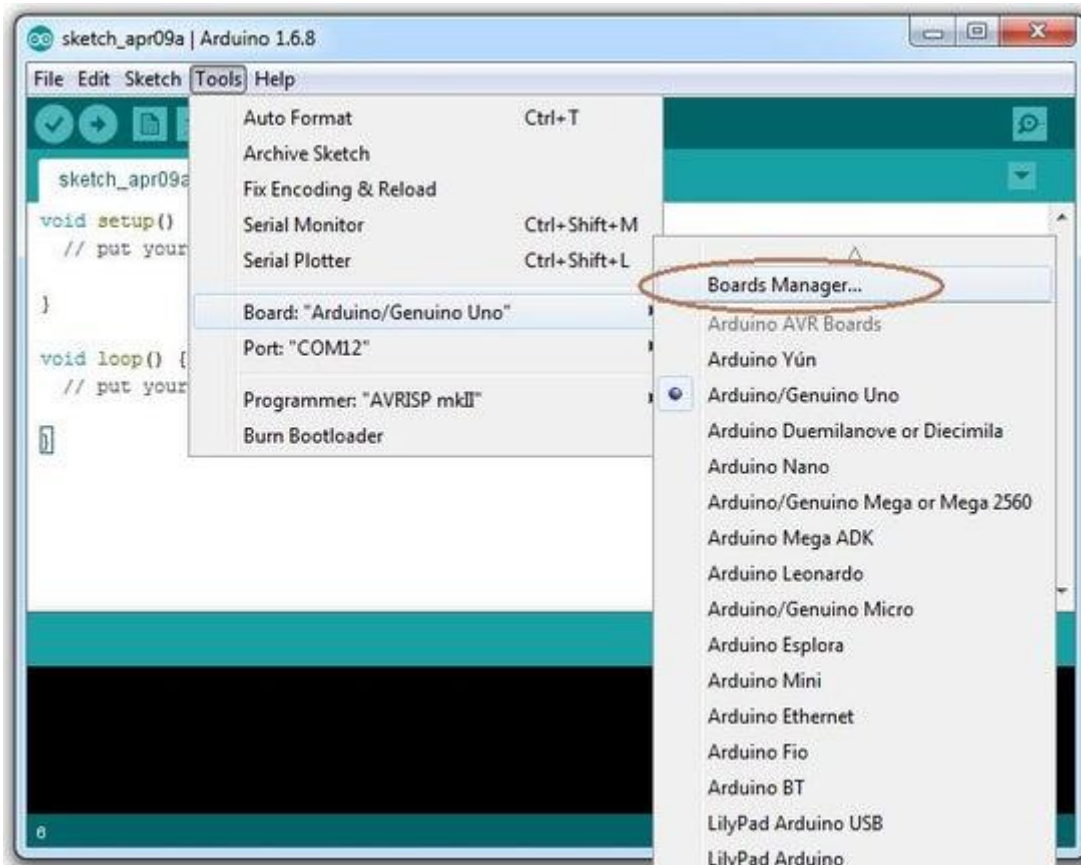 sketch_apr09a | Arduino 1.6.8
File Edit Sketch Tools Help
sketch_apr09a
void setup()
// put your
}
void loop() {
// put your
}
Auto Format Ctrl+T
Archive Sketch
Fix Encoding & Reload
Serial Monitor Ctrl+Shift+M
Serial Plotter Ctrl+Shift+L
Board: "Arduino/Genuino Uno"
Port: "COM12"
Programmer: "AVRISP mkII"
Burn Bootloader
Boards Manager...
Arduino AVR Boards
Arduino Yún
Arduino/Genuino Uno
Arduino Duemilanove or Diecimila
Arduino Nano
Arduino/Genuino Mega or Mega 2560
Arduino Mega ADK
Arduino Leonardo
Arduino/Genuino Micro
Arduino Esplora
Arduino Mini
Arduino Ethernet
Arduino Fio
Arduino BT
LilyPad Arduino USB
LilyPad Arduino
6